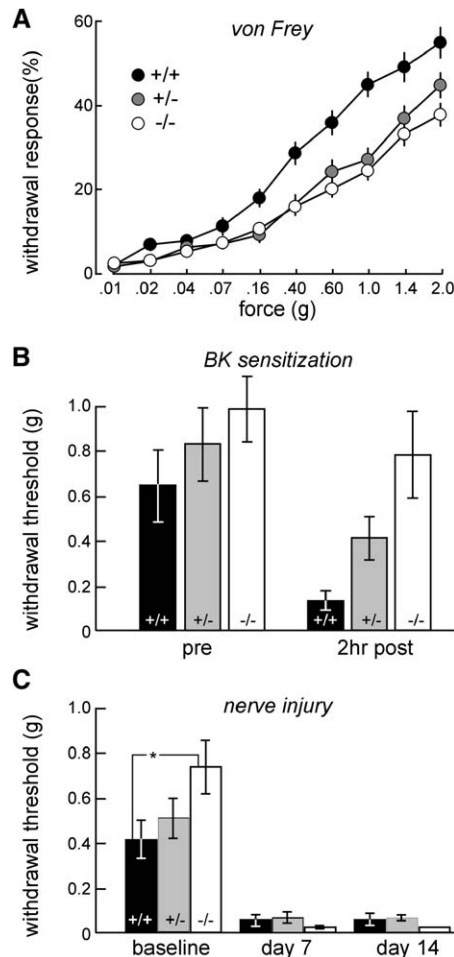 A
von Frey
withdrawal response(%)
60
40
20
0
+/+
+/-
-/-
.01 .02 .04 .07 .16 .40 .60 1.0 1.4 2.0
force (g)
B
BK sensitization
withdrawal threshold (g)
1.0
0.8
0.6
0.4
0.2
0
+/+ +/- -/- +/+ +/- -/-
pre 2hr post
C
nerve injury
withdrawal threshold (g)
1.0
0.8
0.6
0.4
0.2
0
*
+/+ +/- -/-
baseline day 7 day 14